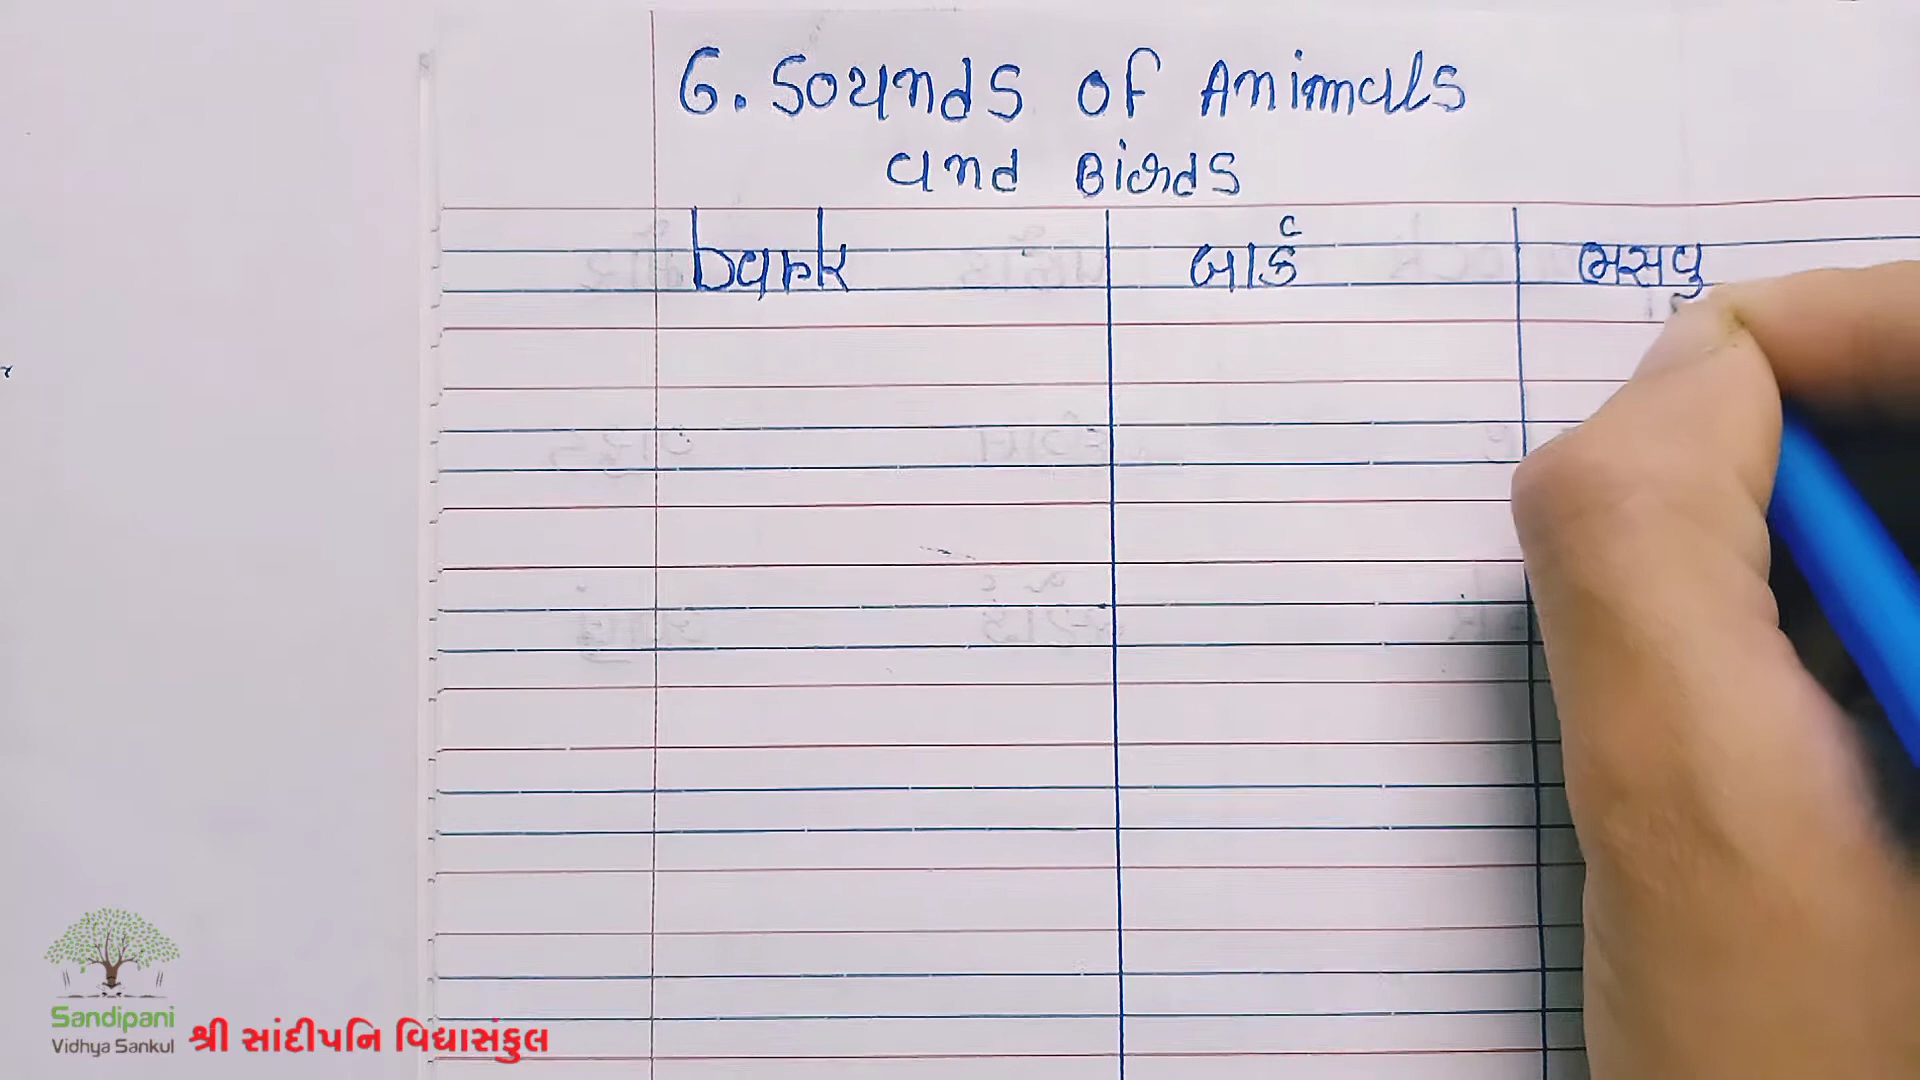 6. Sounds of Animals
and Birds
bark બાર્ક ભસવુ
Sandipani
Vidhya Sankul
શ્રી સાંદીપનિ વિદ્યાસંકુલ